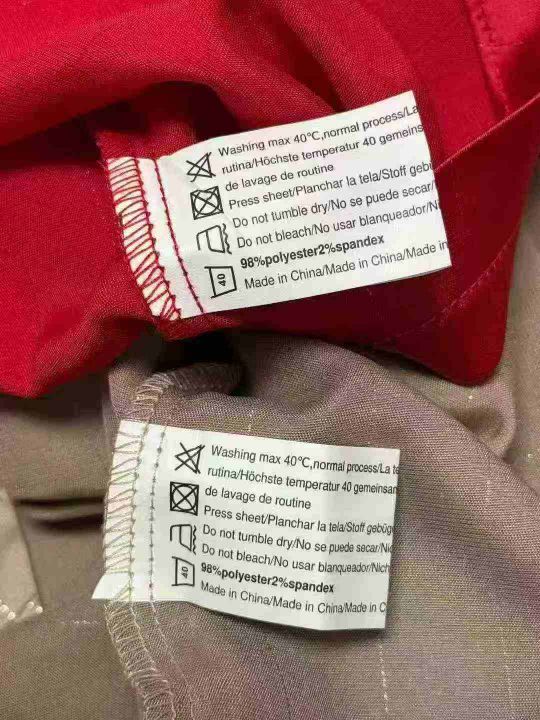 Washing max 40℃,normal process/La
rutina/Höchste temperatur 40 gemeins
de lavage de routine
Press sheet/Planchar la tela/Stoff gebü
Do not tumble dry/No se puede secar/
Do not bleach/No usar blanqueador/Ni
98%polyester2%spandex
Made in China/Made in China/Made in
40
Washing max 40℃,normal process/La te
rutina/Höchste temperatur 40 gemeinsan
de lavage de routine
Press sheet/Planchar la tela/Stoff gebüg
Do not tumble dry/No se puede secar/Nic
Do not bleach/No usar blanqueador/Nich
98%polyester2%spandex
Made in China/Made in China/Made in C
40